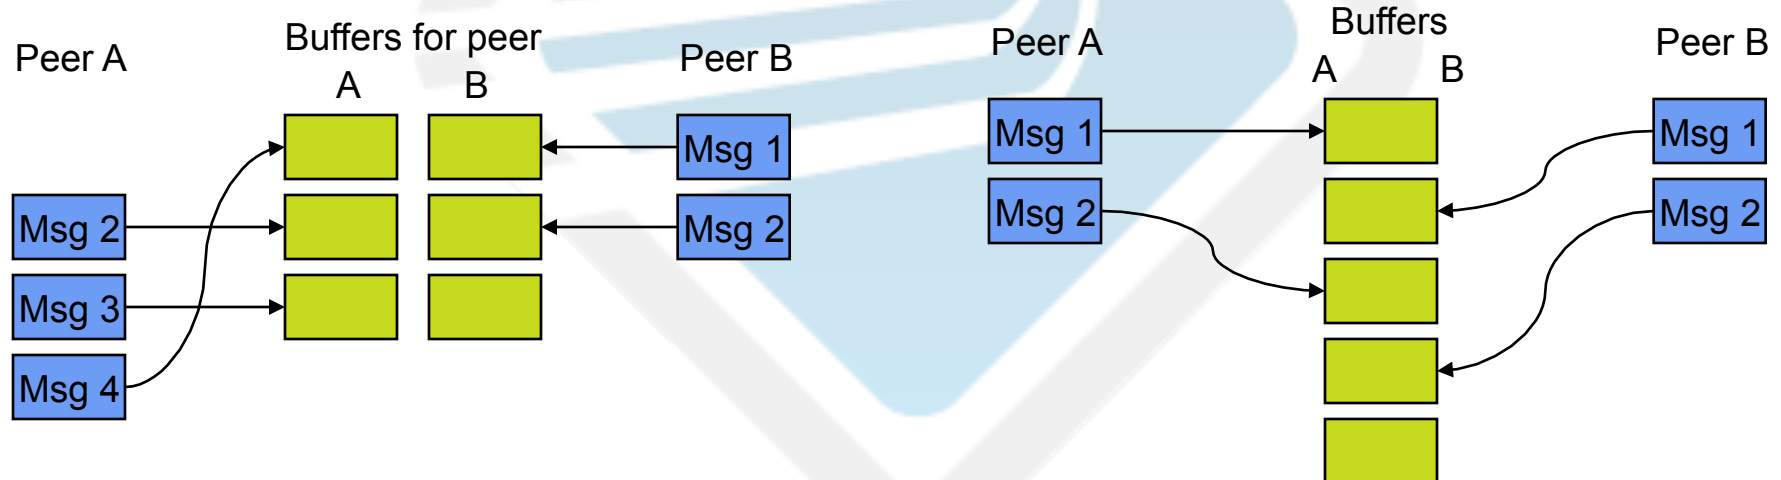 Peer A
Buffers for peer
A B
Peer B
Msg 1
Msg 2
Msg 2
Msg 3
Msg 4
Peer A
Buffers
A B
Peer B
Msg 1
Msg 1
Msg 2
Msg 2